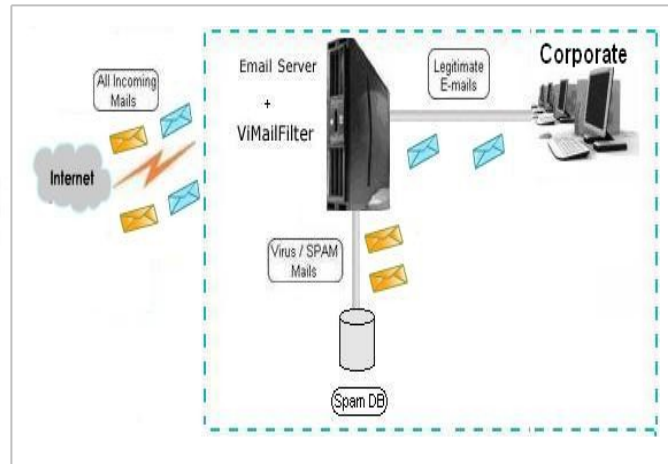 All Incoming
Mails
Internet
Email Server
+
ViMailFilter
Legitimate
E-mails
Corporate
Virus / SPAM
Mails
Spam DB